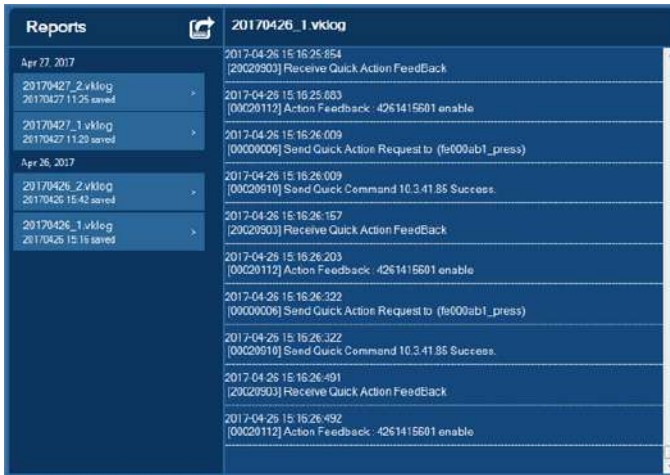 Reports
Apr 27, 2017
20170427_2.vklog
20170427 11:25 saved
20170427_1.vklog
20170427 11:20 saved
Apr 26, 2017
20170426_2.vklog
20170426 15:42 saved
20170426_1.vklog
20170426 15:16 saved
20170426_1.vklog
2017-04-26 15:16:25:854
[20020903] Receive Quick Action FeedBack
2017-04-26 15:16:25:883
[00020112] Action Feedback : 4261415601 enable
2017-04-26 15:16:26:009
[00000006] Send Quick Action Request to (fe000ab1_press)
2017-04-26 15:16:26:009
[00020910] Send Quick Command 10.3.41.85 Success.
2017-04-26 15:16:26:157
[20020903] Receive Quick Action FeedBack
2017-04-26 15:16:26:203
[00020112] Action Feedback : 4261415601 enable
2017-04-26 15:16:26:322
[00000006] Send Quick Action Request to (fe000ab1_press)
2017-04-26 15:16:26:322
[00020910] Send Quick Command 10.3.41.85 Success.
2017-04-26 15:16:26:491
[20020903] Receive Quick Action FeedBack
2017-04-26 15:16:26:492
[00020112] Action Feedback : 4261415601 enable